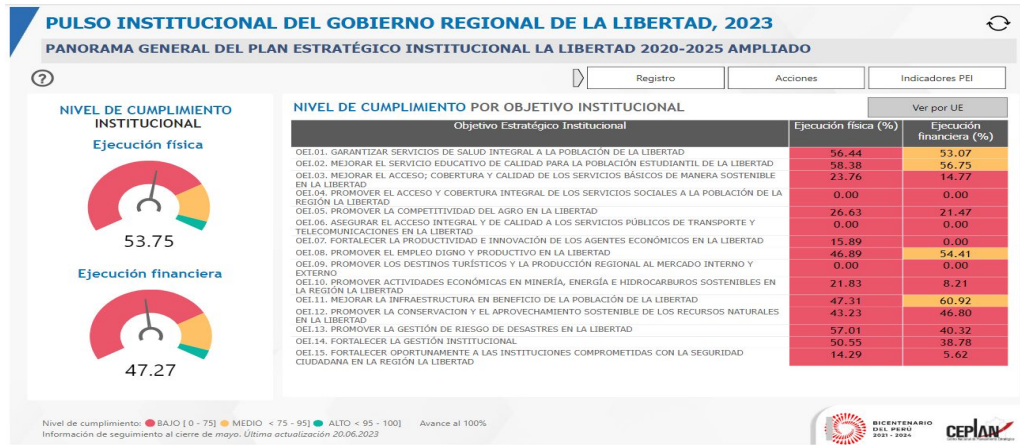 PULSO INSTITUCIONAL DEL GOBIERNO REGIONAL DE LA LIBERTAD, 2023
PANORAMA GENERAL DEL PLAN ESTRATÉGICO INSTITUCIONAL LA LIBERTAD 2020-2025 AMPLIADO
?
Registro
Acciones
Indicadores PEI
NIVEL DE CUMPLIMIENTO
INSTITUCIONAL
Ejecución física
53.75
Ejecución financiera
47.27
NIVEL DE CUMPLIMIENTO POR OBJETIVO INSTITUCIONAL
Ver por UE
Objetivo Estratégico Institucional Ejecución física (%) Ejecución
financiera (%)
OEI.01. GARANTIZAR SERVICIOS DE SALUD INTEGRAL A LA POBLACIÓN DE LA LIBERTAD 56.44 53.07
OEI.02. MEJORAR EL SERVICIO EDUCATIVO DE CALIDAD PARA LA POBLACIÓN ESTUDIANTIL DE LA LIBERTAD 58.38 56.75
OEI.03. MEJORAR EL ACCESO; COBERTURA Y CALIDAD DE LOS SERVICIOS BÁSICOS DE MANERA SOSTENIBLE
EN LA LIBERTAD 23.76 14.77
OEI.04. PROMOVER EL ACCESO Y COBERTURA INTEGRAL DE LOS SERVICIOS SOCIALES A LA POBLACIÓN DE LA
REGIÓN LA LIBERTAD 0.00 0.00
OEI.05. PROMOVER LA COMPETITIVIDAD DEL AGRO EN LA LIBERTAD 26.63 21.47
OEI.06. ASEGURAR EL ACCESO INTEGRAL Y DE CALIDAD A LOS SERVICIOS PÚBLICOS DE TRANSPORTE Y
TELECOMUNICACIONES EN LA LIBERTAD 0.00 0.00
OEI.07. FORTALECER LA PRODUCTIVIDAD E INNOVACIÓN DE LOS AGENTES ECONÓMICOS EN LA LIBERTAD 15.89 0.00
OEI.08. PROMOVER EL EMPLEO DIGNO Y PRODUCTIVO EN LA LIBERTAD 46.89 54.41
OEI.09. PROMOVER LOS DESTINOS TURÍSTICOS Y LA PRODUCCIÓN REGIONAL AL MERCADO INTERNO Y
EXTERNO 0.00 0.00
OEI.10. PROMOVER ACTIVIDADES ECONÓMICAS EN MINERÍA, ENERGÍA E HIDROCARBUROS SOSTENIBLES EN
LA REGIÓN LA LIBERTAD 21.83 8.21
OEI.11. MEJORAR LA INFRAESTRUCTURA EN BENEFICIO DE LA POBLACIÓN DE LA LIBERTAD 47.31 60.92
OEI.12. PROMOVER LA CONSERVACION Y EL APROVECHAMIENTO SOSTENIBLE DE LOS RECURSOS NATURALES
EN LA LIBERTAD 43.23 46.80
OEI.13. PROMOVER LA GESTIÓN DE RIESGO DE DESASTRES EN LA LIBERTAD 57.01 40.32
OEI.14. FORTALECER LA GESTIÓN INSTITUCIONAL 50.55 38.78
OEI.15. FORTALECER OPORTUNAMENTE A LAS INSTITUCIONES COMPROMETIDAS CON LA SEGURIDAD
CIUDADANA EN LA REGIÓN LA LIBERTAD 14.29 5.62
Nivel de cumplimiento: BAJO [ 0 - 75] MEDIO < 75 - 95] ALTO < 95 - 100] Avance al 100%
Información de seguimiento al cierre de mayo. Última actualización 20.06.2023
BICENTENARIO
DEL PERÚ
2021 - 2024
CEPLAN